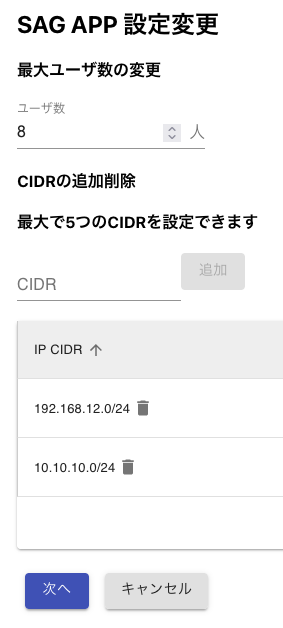 SAG APP 設定変更
最大ユーザ数の変更
ユーザ数
8 人
CIDRの追加削除
最大で5つのCIDRを設定できます
CIDR 追加
IP CIDR
192.168.12.0/24
10.10.10.0/24
次へ キャンセル